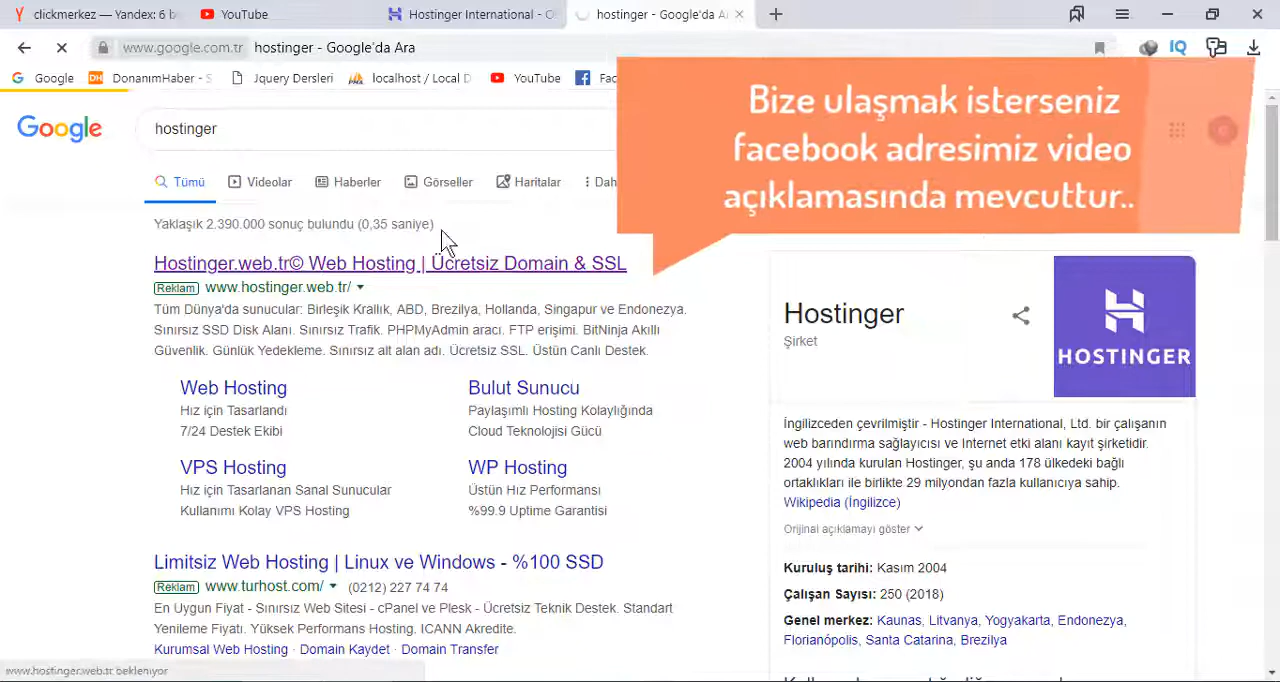 clickmerkez — Yandex: 6 b
YouTube
Hostinger International - O
hostinger - Google'da Ara
www.google.com.tr
hostinger - Google'da Ara
IQ
Google
DH
DonanımHaber - S
Jquery Dersleri
localhost / Local D
YouTube
Fac
Bize ulaşmak isterseniz
facebook adresimiz video
açıklamasında mevcuttur..
Google
hostinger
Tümü
Videolar
Haberler
Görseller
Haritalar
Dah
Yaklaşık 2.390.000 sonuç bulundu (0,35 saniye)
Hostinger.web.tr© Web Hosting | Ücretsiz Domain & SSL
Reklam www.hostinger.web.tr/
Tüm Dünya'da sunucular: Birleşik Krallık, ABD, Brezilya, Hollanda, Singapur ve Endonezya.
Sınırsız SSD Disk Alanı. Sınırsız Trafik. PHPMyAdmin aracı. FTP erişimi. BitNinja Akıllı
Güvenlik. Günlük Yedekleme. Sınırsız alt alan adı. Ücretsiz SSL. Üstün Canlı Destek.
Web Hosting
Hız için Tasarlandı
7/24 Destek Ekibi
Bulut Sunucu
Paylaşımlı Hosting Kolaylığında
Cloud Teknolojisi Gücü
VPS Hosting
Hız için Tasarlanan Sanal Sunucular
Kullanımı Kolay VPS Hosting
WP Hosting
Üstün Hız Performansı
%99.9 Uptime Garantisi
Limitsiz Web Hosting | Linux ve Windows - %100 SSD
Reklam www.turhost.com/ (0212) 227 74 74
En Uygun Fiyat - Sınırsız Web Sitesi - cPanel ve Plesk - Ücretsiz Teknik Destek. Standart
Yenileme Fiyatı. Yüksek Performans Hosting. ICANN Akredite.
Kurumsal Web Hosting · Domain Kaydet · Domain Transfer
www.hostinger.web.tr bekleniyor
Hostinger
Şirket
HOSTINGER
İngilizceden çevrilmiştir - Hostinger International, Ltd. bir çalışanın
web barındırma sağlayıcısı ve Internet etki alanı kayıt şirketidir.
2004 yılında kurulan Hostinger, şu anda 178 ülkedeki bağlı
ortaklıkları ile birlikte 29 milyondan fazla kullanıcıya sahip.
Wikipedia (İngilizce)
Orijinal açıklamayı göster
Kuruluş tarihi: Kasım 2004
Çalışan Sayısı: 250 (2018)
Genel merkez: Kaunas, Litvanya, Yogyakarta, Endonezya,
Florianópolis, Santa Catarina, Brezilya